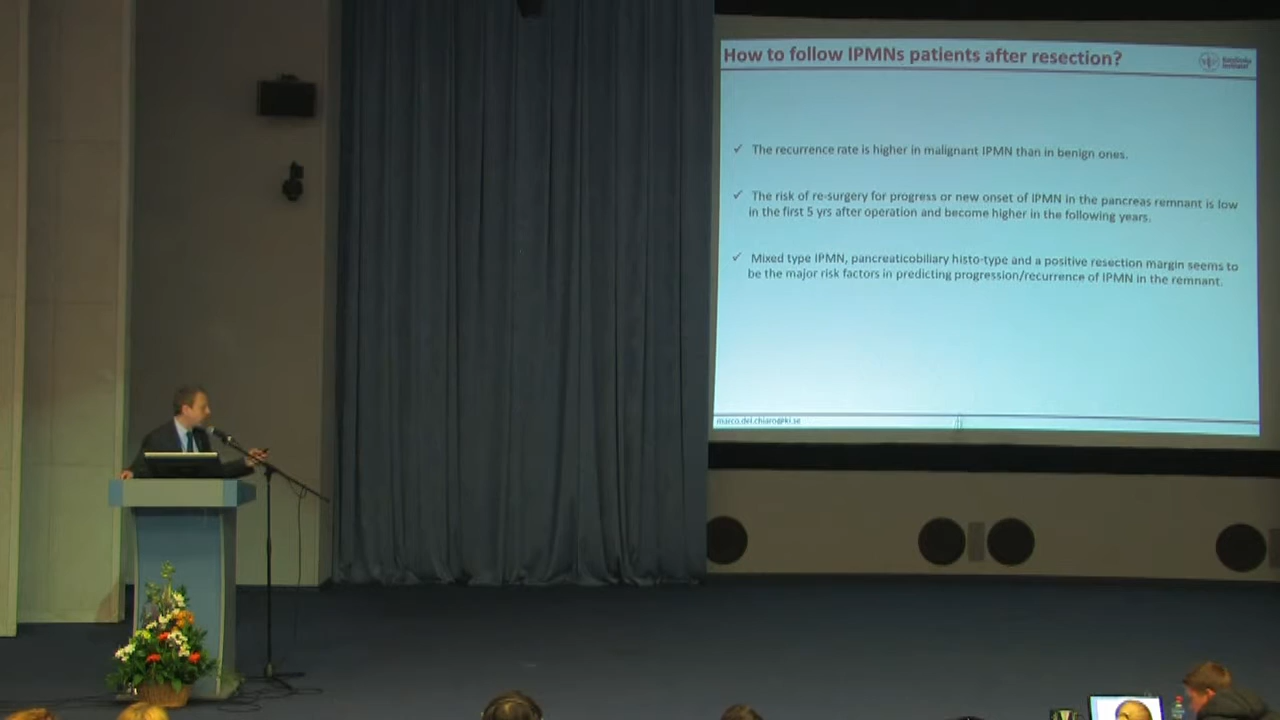 How to follow IPMNs patients after resection?
Karolinska
Institutet
✓ The recurrence rate is higher in malignant IPMN than in benign ones.
✓ The risk of re-surgery for progress or new onset of IPMN in the pancreas remnant is low
in the first 5 yrs after operation and become higher in the following years.
✓ Mixed type IPMN, pancreaticobiliary histo-type and a positive resection margin seems to
be the major risk factors in predicting progression/recurrence of IPMN in the remnant.
marco.del.chiaro@ki.se